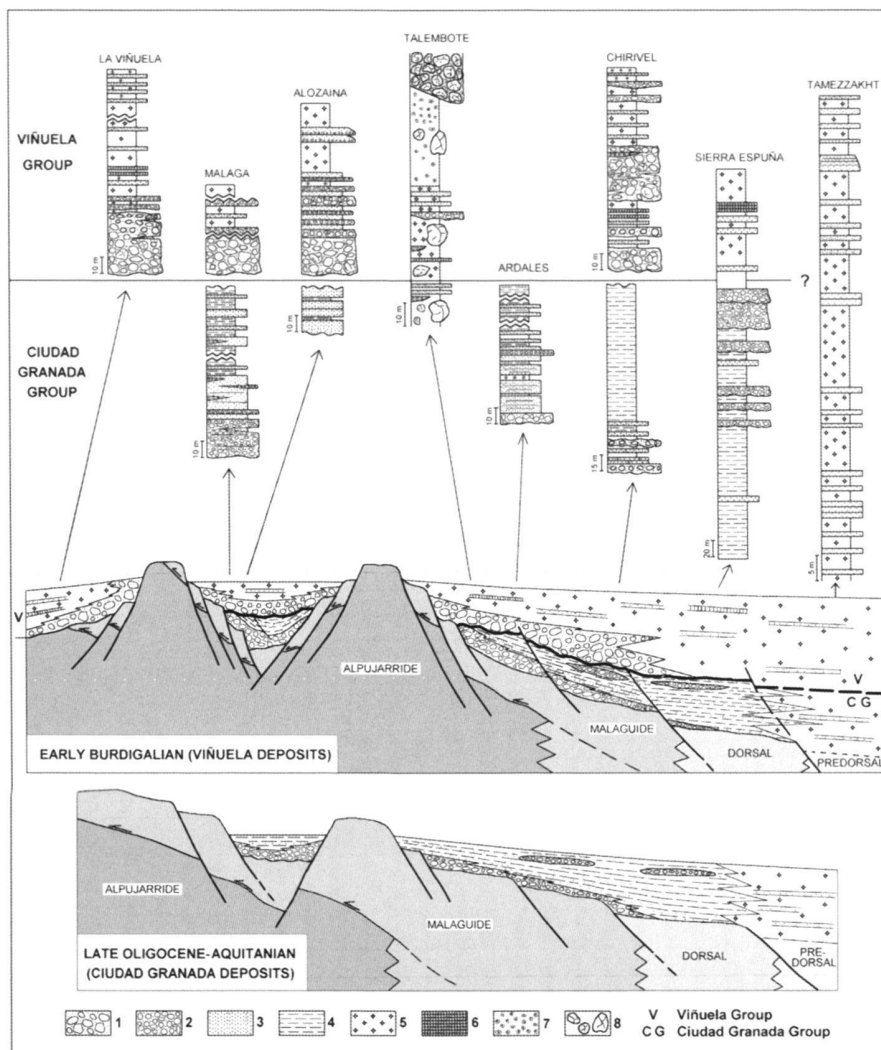 TALEMBOTE
LA VIÑUELA
CHIRIVEL
ALOZAINA
TAMEZZAKHT
VIÑUELA
GROUP
MALAGA
SIERRA ESPUÑA
ARDALES
10 m
10 m
10 m
?
CIUDAD
GRANADA
GROUP
10 m
10 m
10 m
10 m
15 m
20 m
5 m
V
ALPUJARRIDE
V
C G
MALAGUIDE
EARLY BURDIGALIAN (VIÑUELA DEPOSITS)
DORSAL
PREDORSAL
ALPUJARRIDE
MALAGUIDE
PRE-
DORSAL
DORSAL
LATE OLIGOCENE-AQUITANIAN
(CIUDAD GRANADA DEPOSITS)
1 2 3 4 5 6 7 8
V Viñuela Group
C G Ciudad Granada Group